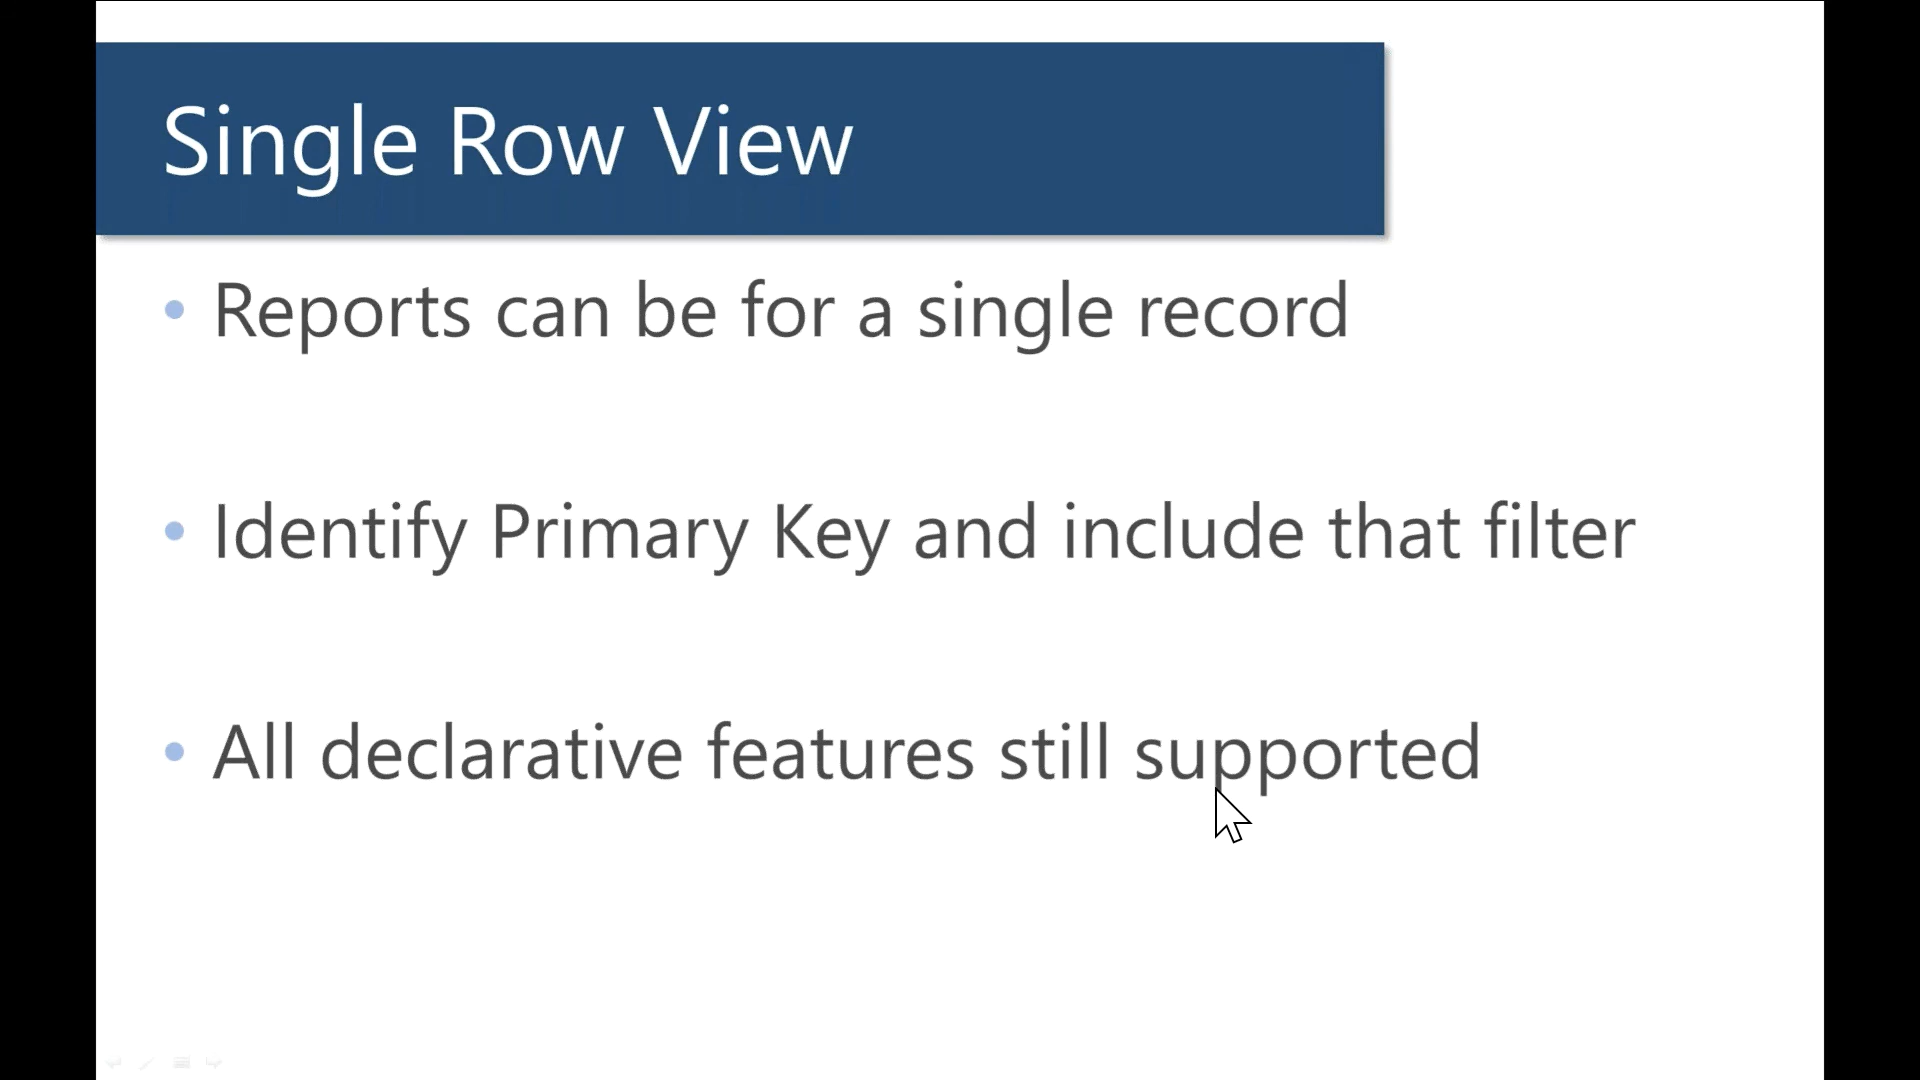 Single Row View
Reports can be for a single record
Identify Primary Key and include that filter
All declarative features still supported